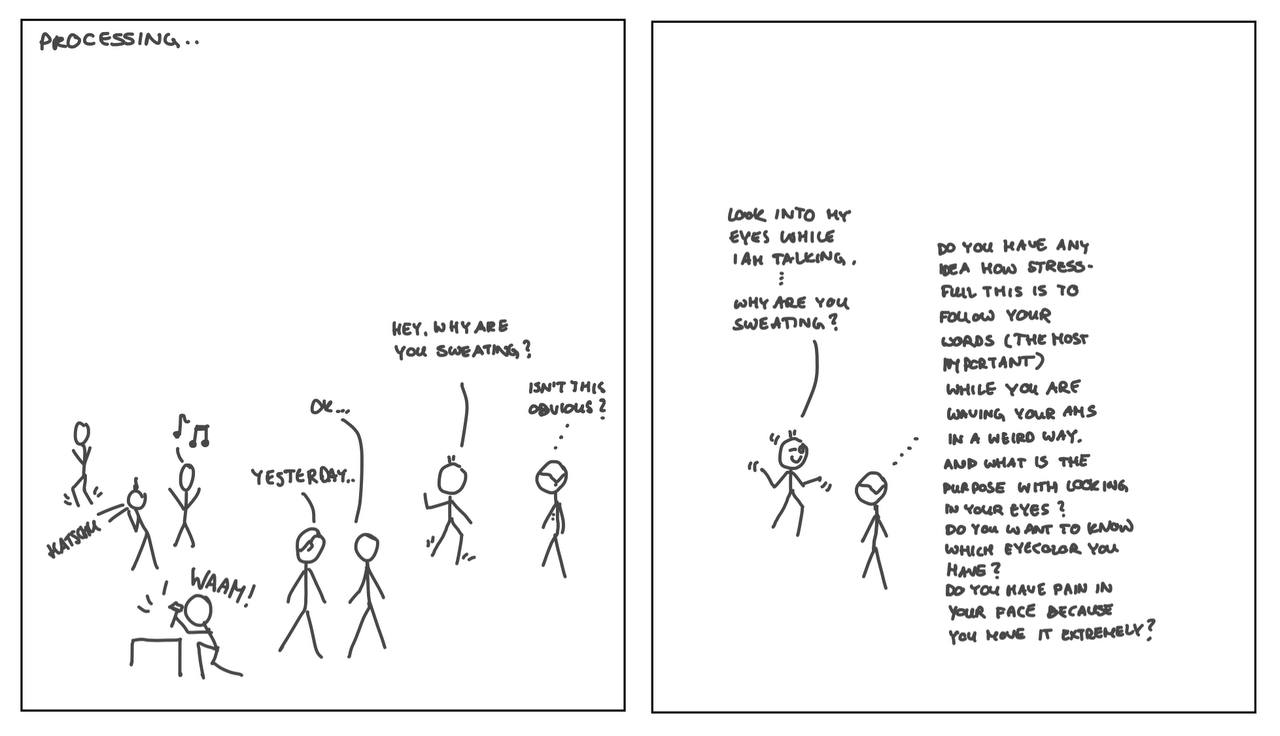 PROCESSING..
HEY, WHY ARE
YOU SWEATING?
ISN'T THIS
OBVIOUS?
OK...
YESTERDAY..
HATSCHU
WAAM!
LOOK INTO MY
EYES WHILE
I AM TALKING.
WHY ARE YOU
SWEATING?
DO YOU HAVE ANY
IDEA HOW STRESS-
FULL THIS IS TO
FOLLOW YOUR
WORDS (THE MOST
IMPORTANT)
WHILE YOU ARE
WAVING YOUR AMS
IN A WEIRD WAY.
AND WHAT IS THE
PURPOSE WITH LOOKING
IN YOUR EYES?
DO YOU WANT TO KNOW
WHICH EYECOLOR YOU
HAVE?
DO YOU HAVE PAIN IN
YOUR FACE BECAUSE
YOU MOVE IT EXTREMELY?